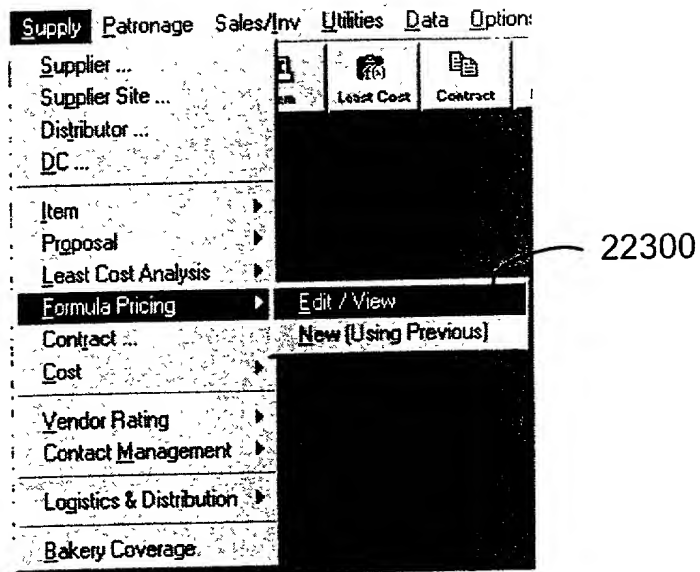 Supply Patronage Sales/Inv Utilities Data Option
Supplier ...
Supplier Site ...
Distributor ...
DC ...
Least Cost
Contract
Item
Proposal
Least Cost Analysis
Formula Pricing
Edit / View
22300
Contract ...
New (Using Previous)
Cost
Vendor Rating
Contact Management
Logistics & Distribution
Bakery Coverage